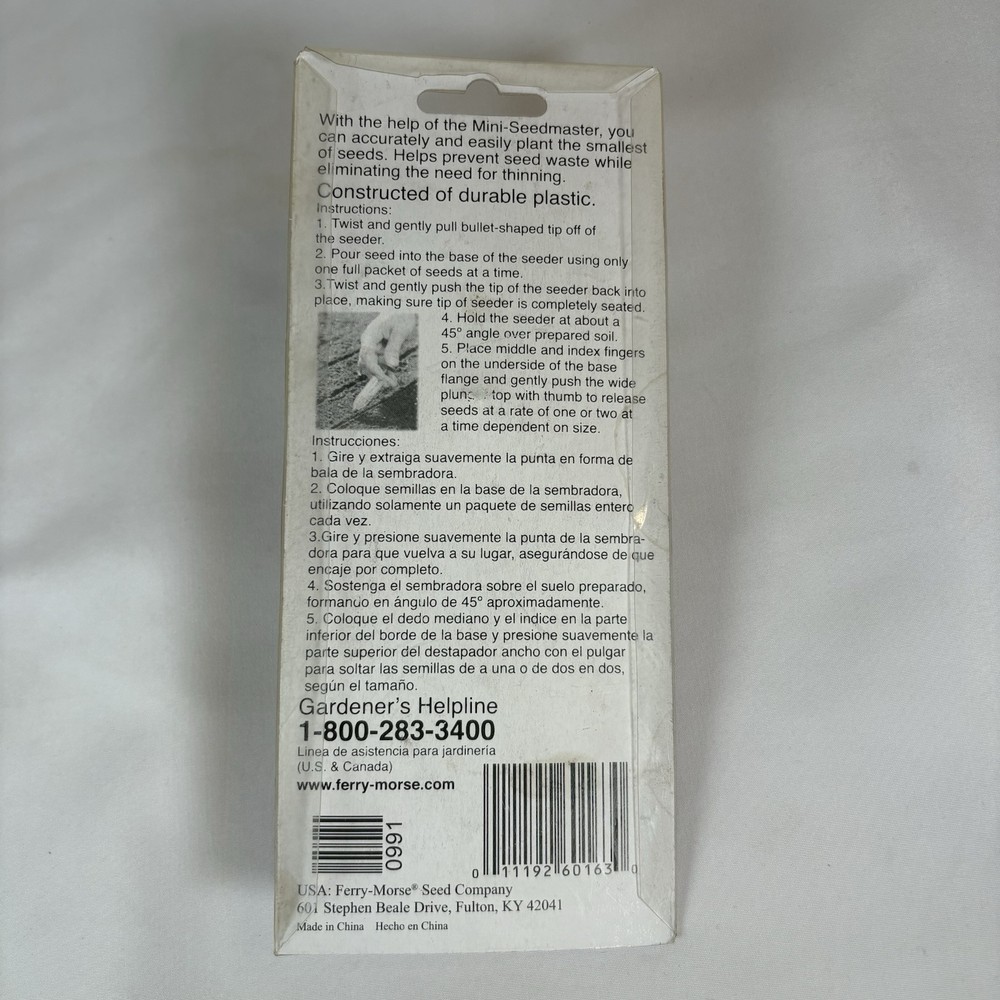 With the help of the Mini-Seedmaster, you
can accurately and easily plant the smallest
of seeds. Helps prevent seed waste while
eliminating the need for thinning.
Constructed of durable plastic.
Instructions:
1. Twist and gently pull bullet-shaped tip off of
the seeder.
2. Pour seed into the base of the seeder using only
one full packet of seeds at a time.
3.Twist and gently push the tip of the seeder back into
place, making sure tip of seeder is completely seated.
4. Hold the seeder at about a
45º angle over prepared soil.
5. Place middle and index fingers
on the underside of the base
flange and gently push the wide
top with thumb to release
seeds at a rate of one or two at
a time dependent on size.
Instrucciones:
1. Gire y extraiga suavemente la punta en forma de
bala de la sembradora.
2. Coloque semillas en la base de la sembradora,
utilizando solamente un paquete de semillas entero
cada vez.
3.Gire y presione suavemente la punta de la sembra-
dora para que vuelva a su lugar, asegurándose de que
encaje por completo.
4. Sostenga el sembradora sobre el suelo preparado,
formando en ángulo de 45º aproximadamente.
5. Coloque el dedo mediano y el indice en la parte
inferior del borde de la base y presione suavemente la
parte superior del destapador ancho con el pulgar
para soltar las semillas de a una o de dos en dos,
según el tamaño.
Gardener's Helpline
1-800-283-3400
Linea de asistencia para jardinería
(U.S. & Canada)
www.ferry-morse.com
0991
0 11192 60163 0
USA: Ferry-Morse® Seed Company
601 Stephen Beale Drive, Fulton, KY 42041
Made in China Hecho en China